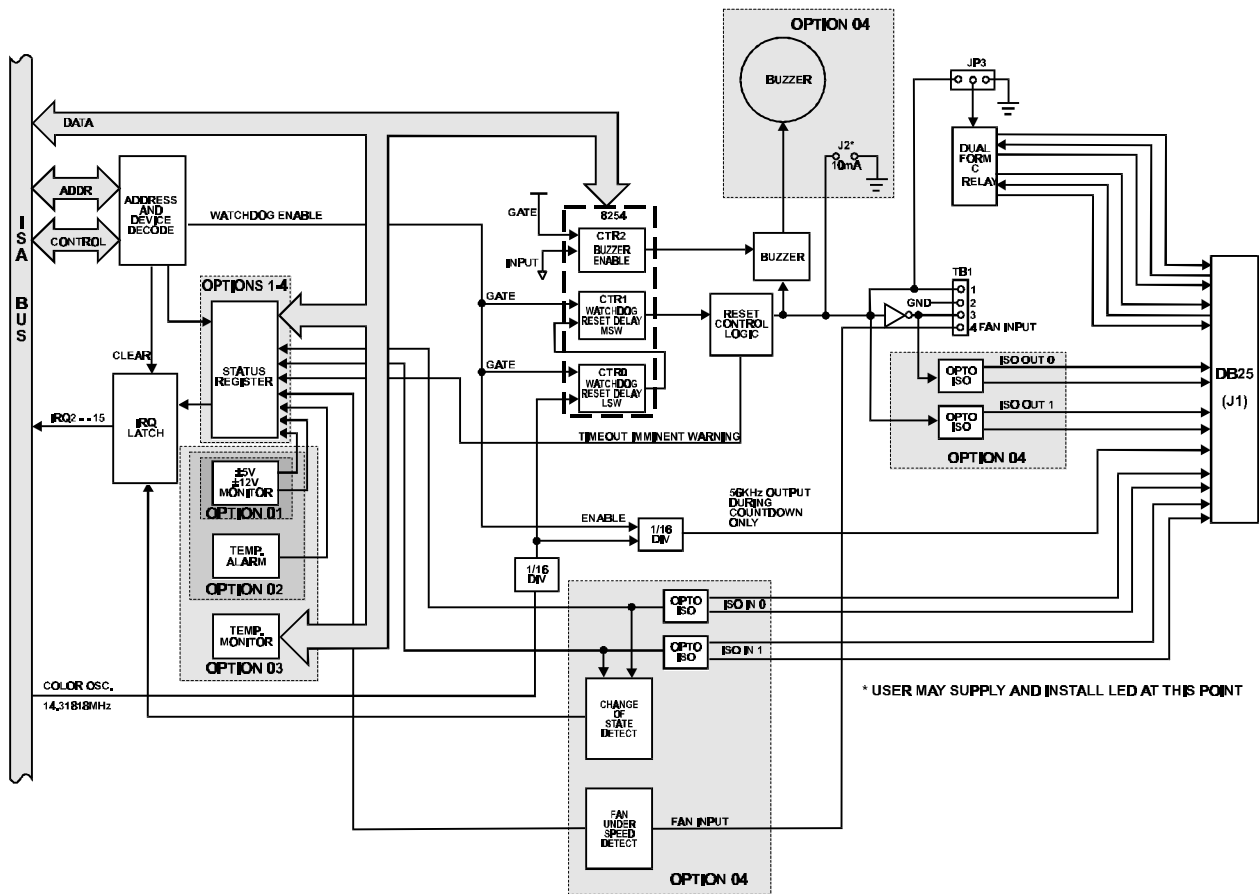 OPTION 04
BUZZER
J2*
10mA
JP3
DUAL
FORM
C
RELAY
ISA BUS
DATA
ADDR
CONTROL
ADDRESS
AND
DEVICE
DECODE
WATCHDOG ENABLE
GATE
INPUT
8254
CTR2
BUZZER
ENABLE
BUZZER
OPTIONS 1-4
GATE
CTR1
WATCHDOG
RESET DELAY
MSW
RESET
CONTROL
LOGIC
TB1
1
GND
2
3
4
FAN INPUT
CLEAR
STATUS
REGISTER
GATE
CTR0
WATCHDOG
RESET DELAY
LSW
OPTO
ISO
ISO OUT 0
OPTO
ISO
ISO OUT 1
OPTION 04
DB25
(J1)
IRQ2 - - 15
IRQ
LATCH
TIMEOUT IMMINENT WARNING
±5V
±12V
MONITOR
OPTION 01
TEMP.
ALARM
OPTION 02
TEMP.
MONITOR
OPTION 03
ENABLE
1/16
DIV
56KHz OUTPUT
DURING
COUNTDOWN
ONLY
1/16
DIV
OPTO
ISO
ISO IN 0
OPTO
ISO
ISO IN 1
COLOR OSC.
14.31818MHz
CHANGE
OF
STATE
DETECT
* USER MAY SUPPLY AND INSTALL LED AT THIS POINT
FAN
UNDER
SPEED
DETECT
FAN INPUT
OPTION 04